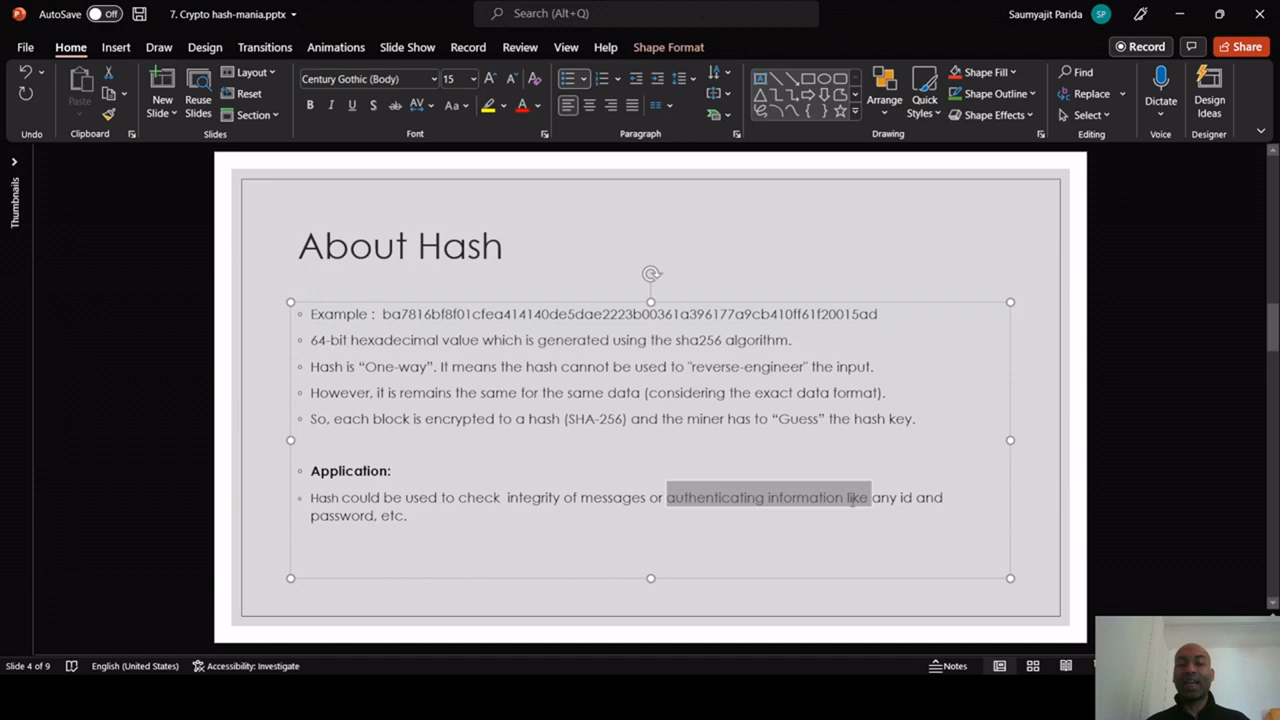 AutoSave Off 7. Crypto hash-mania.pptx Search (Alt+Q) Saumyajit Parida SP
File Home Insert Draw Design Transitions Animations Slide Show Record Review View Help Shape Format Record Share
Paste New Slide Reuse Slides Layout Reset Section Century Gothic (Body) 15 Arrange Quick Styles Shape Fill Shape Outline Shape Effects Find Replace Select Dictate Design Ideas
Undo Clipboard Slides Font Paragraph Drawing Editing Voice Designer
Thumbnails
About Hash
Example : ba7816bf8f01cfea414140de5dae2223b00361a396177a9cb410ff61f20015ad
64-bit hexadecimal value which is generated using the sha256 algorithm.
Hash is “One-way”. It means the hash cannot be used to "reverse-engineer" the input.
However, it is remains the same for the same data (considering the exact data format).
So, each block is encrypted to a hash (SHA-256) and the miner has to “Guess” the hash key.
Application:
Hash could be used to check integrity of messages or authenticating information like any id and
password, etc.
Slide 4 of 9 English (United States) Accessibility: Investigate Notes